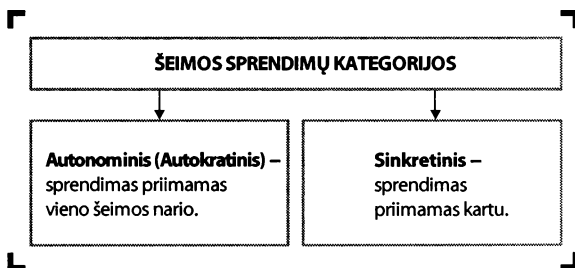 ŠEIMOS SPRENDIMŲ KATEGORIJOS
Autonominis (Autokratinis) –
sprendimas priimamas
vieno šeimos nario.
Sinkretinis –
sprendimas
priimamas kartu.